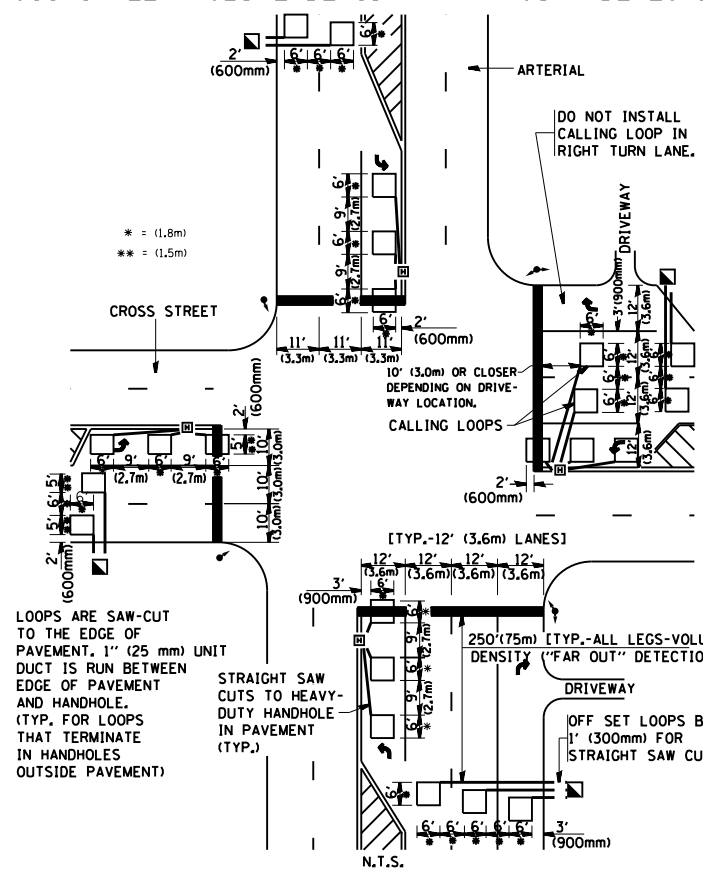 6'
*
2'
(600mm)
6' 6' 6'
* * *
ARTERIAL
DO NOT INSTALL
CALLING LOOP IN
RIGHT TURN LANE.
DRIVEWAY
* = (1.8m)
** = (1.5m)
6'
*
9'
(2.7m)
6'
*
9'
(2.7m)
6'
*
H
6'
*
2'
(600mm)
11' 11' 11'
(3.3m) (3.3m) (3.3m)
CROSS STREET
3'(900mm)
12'
(3.6m)
6'
*
10' (3.0m) OR CLOSER
DEPENDING ON DRIVE-
WAY LOCATION.
CALLING LOOPS
6' 6' 6'
* * *
12'
(3.6m)
12'
(3.6m)
12'
(3.6m)
6' 6' 6'
* * *
H
2'
(600mm)
2'
(600mm)
H
5'
**
10'
(3.0m)
10'
(3.0m)
10'
(3.0m)
6' 9' 6' 9' 6'
* (2.7m) * (2.7m) *
5'
**
6'
*
5'
**
6'
*
2'
(600mm)
[TYP.-12' (3.6m) LANES]
12' 12' 12' 12'
(3.6m) (3.6m) (3.6m) (3.6m)
3'
(900mm)
6'
*
6'
*
9'
(2.7m)
6'
*
9'
(2.7m)
6'
*
H
LOOPS ARE SAW-CUT
TO THE EDGE OF
PAVEMENT. 1" (25 mm) UNIT
DUCT IS RUN BETWEEN
EDGE OF PAVEMENT
AND HANDHOLE.
(TYP. FOR LOOPS
THAT TERMINATE
IN HANDHOLES
OUTSIDE PAVEMENT)
STRAIGHT SAW
CUTS TO HEAVY-
DUTY HANDHOLE
IN PAVEMENT
(TYP.)
250'(75m) [TYP.-ALL LEGS-VOLU
DENSITY ("FAR OUT" DETECTIO
DRIVEWAY
OFF SET LOOPS B
1' (300mm) FOR
STRAIGHT SAW CU
6'
*
6' 6' 6' 6' 6'
* * * * *
3'
(900mm)
N.T.S.